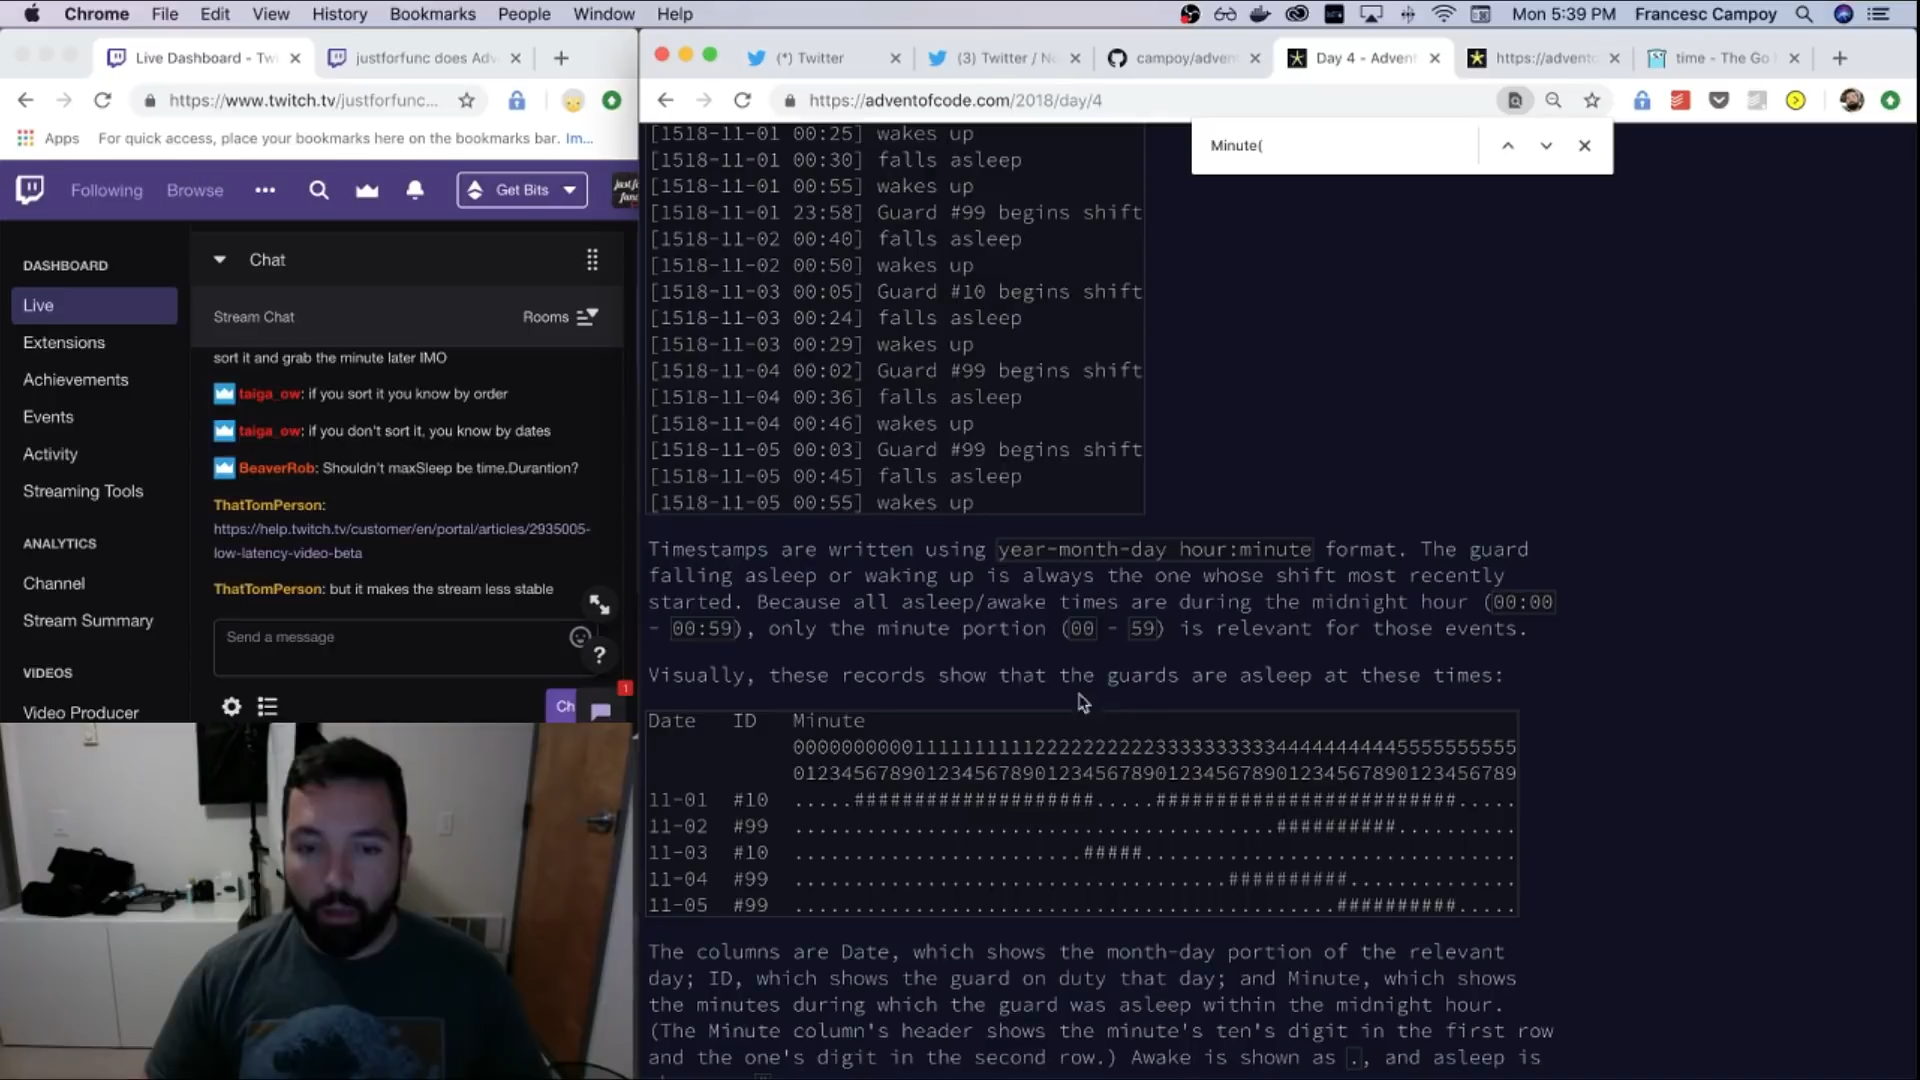 Chrome File Edit View History Bookmarks People Window Help Mon 5:39 PM Francesc Campoy
Live Dashboard - Twi
justforfunc does Adv
https://www.twitch.tv/justforfunc...
Apps For quick access, place your bookmarks here on the bookmarks bar. Im...
Following Browse ••• Get Bits
DASHBOARD
Live
Extensions
Achievements
Events
Activity
Streaming Tools
ANALYTICS
Channel
Stream Summary
VIDEOS
Video Producer
Chat
Stream Chat Rooms
sort it and grab the minute later IMO
taiga_ow: if you sort it you know by order
taiga_ow: if you don't sort it, you know by dates
BeaverRob: Shouldn't maxSleep be time.Durantion?
ThatTomPerson:
https://help.twitch.tv/customer/en/portal/articles/2935005-
low-latency-video-beta
ThatTomPerson: but it makes the stream less stable
Send a message
?
Ch
1
(*) Twitter
(3) Twitter / N
campoy/adven
Day 4 - Advent
https://advento
time - The Go
https://adventofcode.com/2018/day/4
Minute(
[1518-11-01 00:25] wakes up
[1518-11-01 00:30] falls asleep
[1518-11-01 00:55] wakes up
[1518-11-01 23:58] Guard #99 begins shift
[1518-11-02 00:40] falls asleep
[1518-11-02 00:50] wakes up
[1518-11-03 00:05] Guard #10 begins shift
[1518-11-03 00:24] falls asleep
[1518-11-03 00:29] wakes up
[1518-11-04 00:02] Guard #99 begins shift
[1518-11-04 00:36] falls asleep
[1518-11-04 00:46] wakes up
[1518-11-05 00:03] Guard #99 begins shift
[1518-11-05 00:45] falls asleep
[1518-11-05 00:55] wakes up
Timestamps are written using year-month-day hour:minute format. The guard
falling asleep or waking up is always the one whose shift most recently
started. Because all asleep/awake times are during the midnight hour (00:00
- 00:59), only the minute portion (00 - 59) is relevant for those events.
Visually, these records show that the guards are asleep at these times:
Date ID Minute
000000000011111111112222222222333333333344444444445555555555
012345678901234567890123456789012345678901234567890123456789
11-01 #10 .....####################.....#########################.....
11-02 #99 ........................................##########..........
11-03 #10 ........................#####...............................
11-04 #99 ....................................##########..............
11-05 #99 .............................................##########.....
The columns are Date, which shows the month-day portion of the relevant
day; ID, which shows the guard on duty that day; and Minute, which shows
the minutes during which the guard was asleep within the midnight hour.
(The Minute column's header shows the minute's ten's digit in the first row
and the one's digit in the second row.) Awake is shown as ., and asleep is